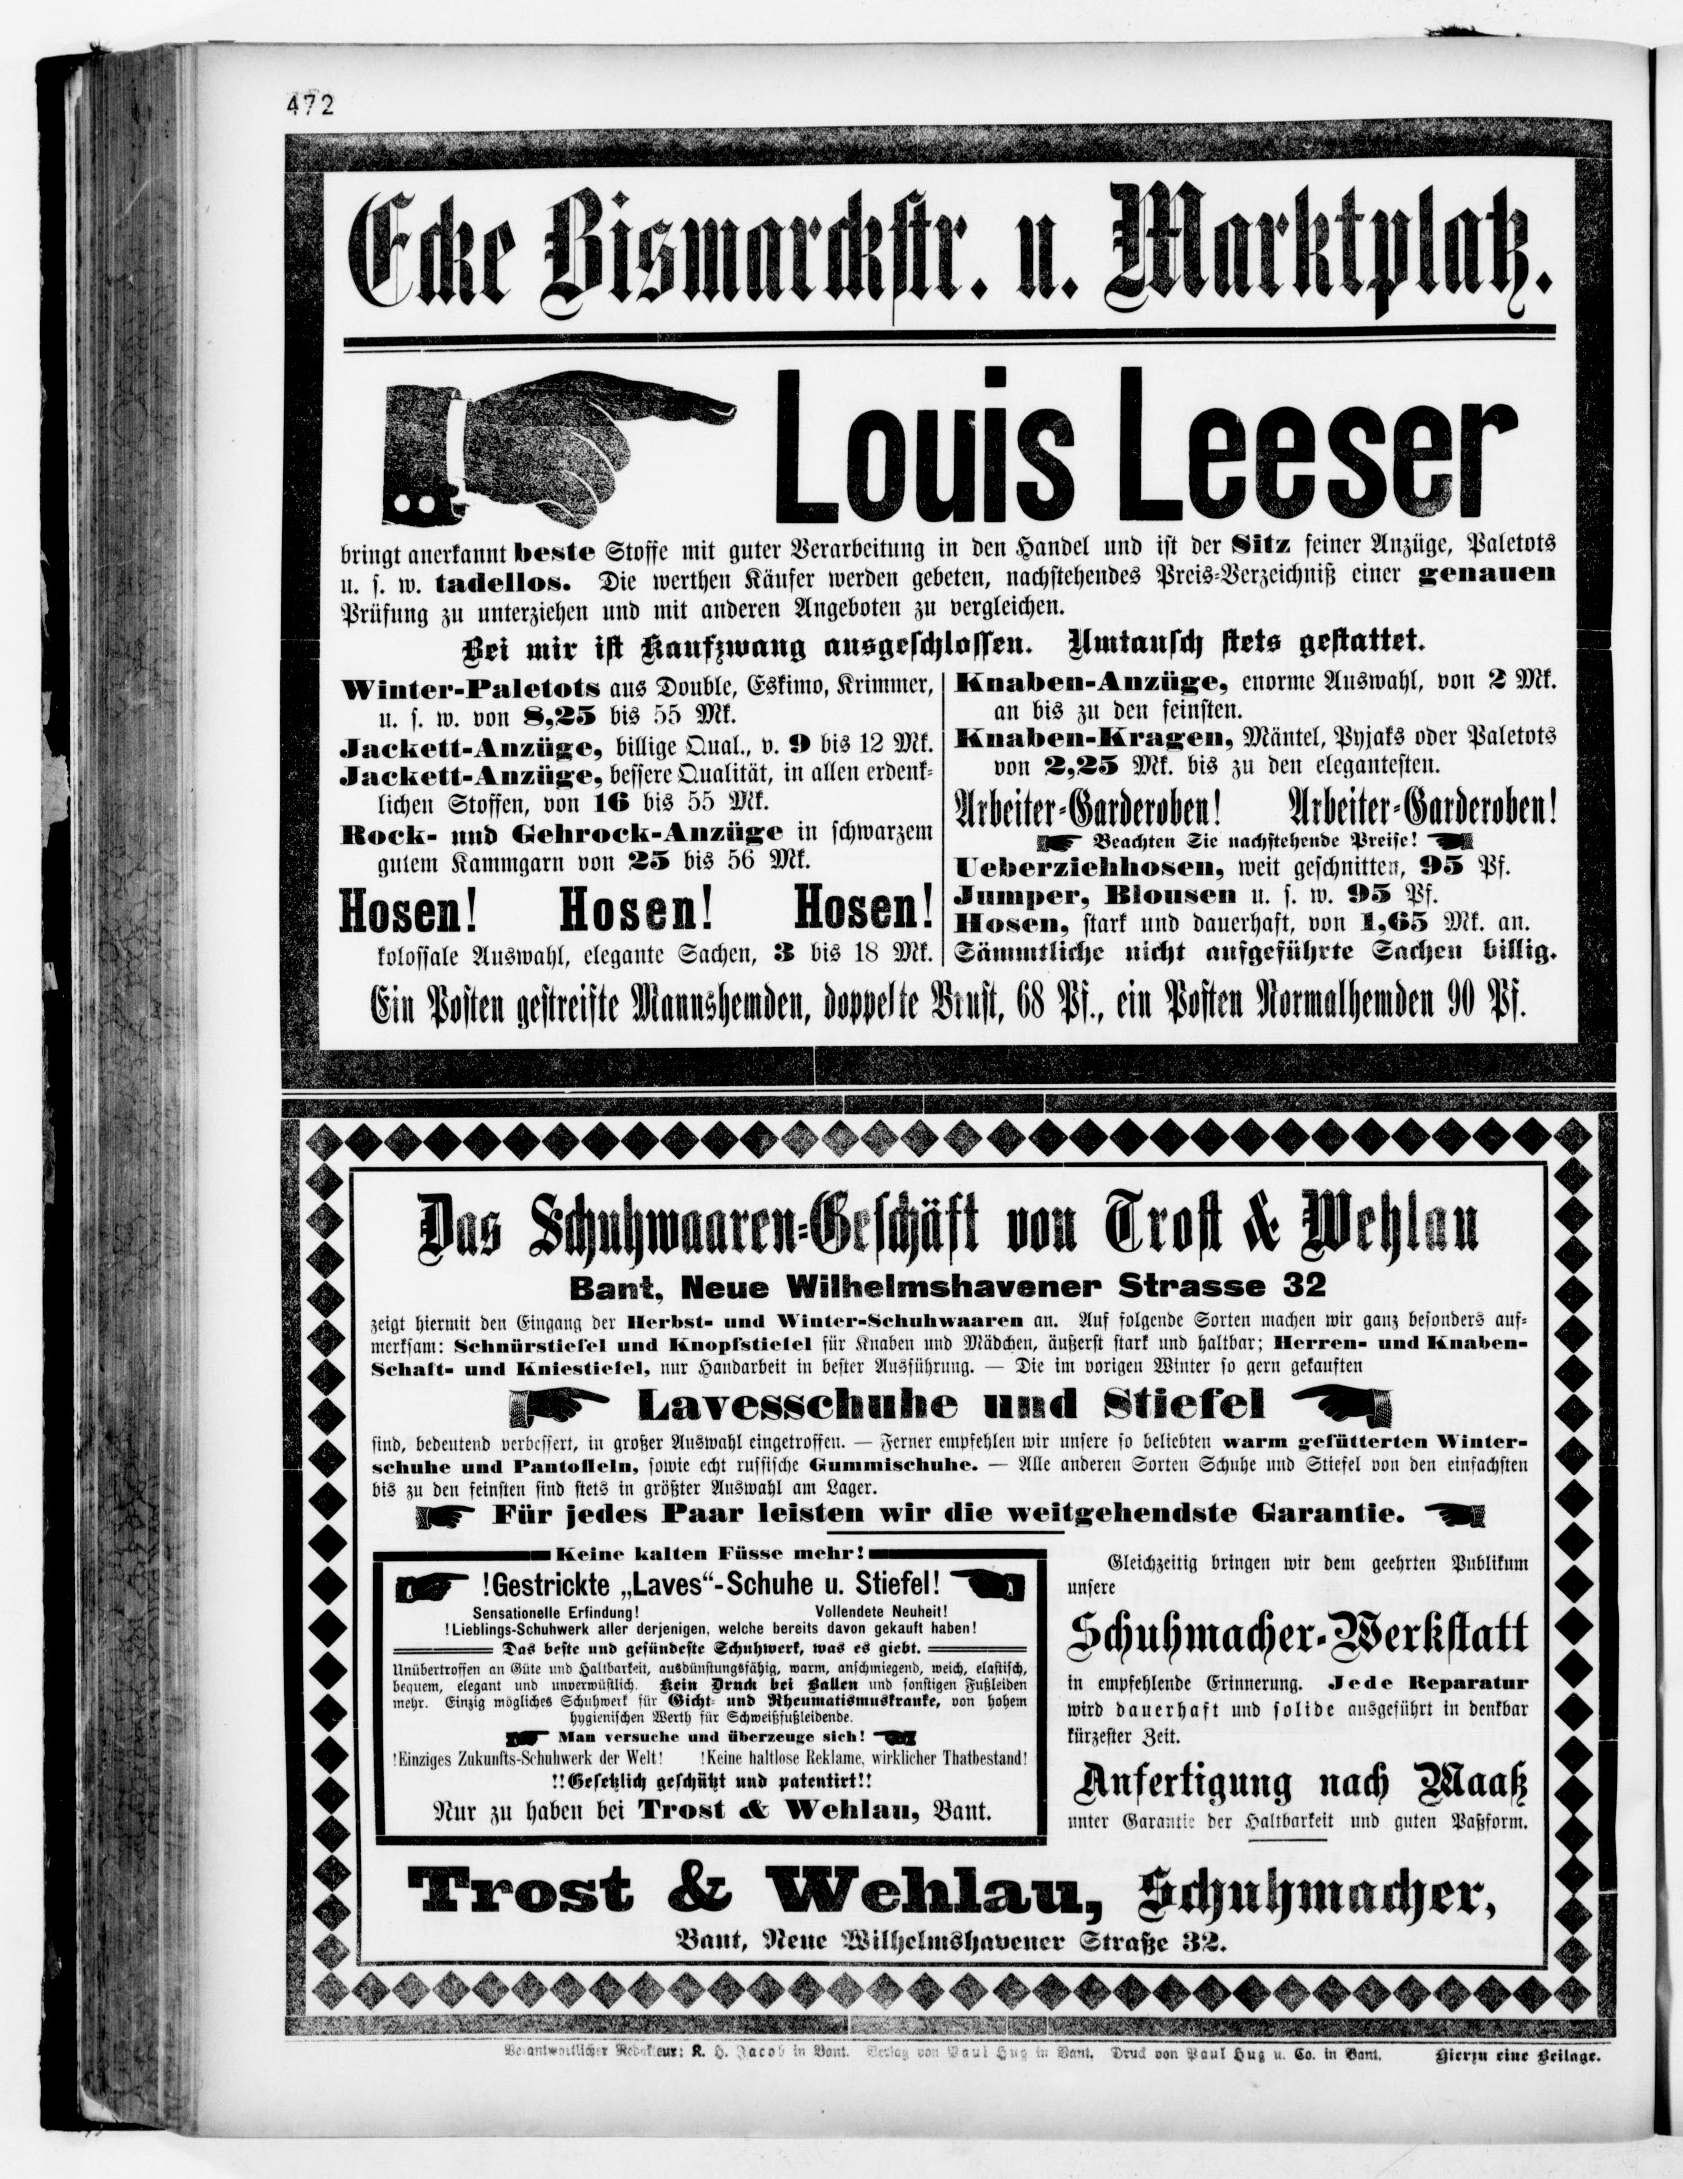 472
Ecke Bismarckstr. u. Marktplatz.
Louis Leeser
bringt anerkannt beste Stoffe mit guter Verarbeitung in den Handel und ist der Sitz seiner Anzüge, Paletots
u. s. w. tadellos. Die werthen Käufer werden gebeten, nachstehendes Preis-Verzeichniß einer genauen
Prüfung zu unterziehen und mit anderen Angeboten zu vergleichen.
Bei mir ist Kaufzwang ausgeschlossen. Umtausch stets gestattet.
Winter-Paletots aus Double, Eskimo, Krimmer,
u. s. w. von 8,25 bis 55 Mk.
Jackett-Anzüge, billige Qual., v. 9 bis 12 Mk.
Jackett-Anzüge, bessere Qualität, in allen erdenk-
lichen Stoffen, von 16 bis 55 Mk.
Rock- und Gehrock-Anzüge in schwarzem
gutem Kammgarn von 25 bis 56 Mk.
Hosen! Hosen! Hosen!
kolossale Auswahl, elegante Sachen, 3 bis 18 Mk.
Knaben-Anzüge, enorme Auswahl, von 2 Mk.
an bis zu den feinsten.
Knaben-Kragen, Mäntel, Pyjaks oder Paletots
von 2,25 Mk. bis zu den elegantesten.
Arbeiter-Garderoben! Arbeiter-Garderoben!
Beachten Sie nachstehende Preise!
Ueberziehhosen, weit geschnitten, 95 Pf.
Jumper, Blousen u. s. w. 95 Pf.
Hosen, stark und dauerhaft, von 1,65 Mk. an.
Sämmtliche nicht aufgeführte Sachen billig.
Ein Posten gestreifte Mannshemden, doppelte Brust, 68 Pf., ein Posten Normalhemden 90 Pf.
Das Schuhwaaren-Geschäft von Trost & Wehlau
Bant, Neue Wilhelmshavener Strasse 32
zeigt hiermit den Eingang der Herbst- und Winter-Schuhwaaren an. Auf folgende Sorten machen wir ganz besonders auf-
merksam: Schnürstiefel und Knopfstiefel für Knaben und Mädchen, äußerst stark und haltbar; Herren- und Knaben-
Schaft- und Kniestiefel, nur Handarbeit in bester Ausführung. — Die im vorigen Winter so gern gekauften
Lavesschuhe und Stiefel
sind, bedeutend verbessert, in großer Auswahl eingetroffen. — Ferner empfehlen wir unsere so beliebten warm gefütterten Winter-
schuhe und Pantoffeln, sowie echt russische Gummischuhe. — Alle anderen Sorten Schuhe und Stiefel von den einfachsten
bis zu den feinsten sind stets in größter Auswahl am Lager.
Für jedes Paar leisten wir die weitgehendste Garantie.
Keine kalten Füsse mehr!
!Gestrickte „Laves“-Schuhe u. Stiefel!
Sensationelle Erfindung! Vollendete Neuheit!
!Lieblings-Schuhwerk aller derjenigen, welche bereits davon gekauft haben!
Das beste und gesündeste Schuhwerk, was es giebt.
Unübertroffen an Güte und Haltbarkeit, ausdünstungsfähig, warm, anschmiegend, weich, elastisch,
bequem, elegant und unverwüstlich. Kein Druck bei Ballen und sonstigen Fußleiden
mehr. Einzig mögliches Schuhwerk für Gicht- und Rheumatismuskranke, von hohem
hygienischen Werth für Schweißfußleidende.
Man versuche und überzeuge sich!
!Einziges Zukunfts-Schuhwerk der Welt! !Keine haltlose Reklame, wirklicher Thatbestand!
!!Gesetzlich geschützt und patentirt!!
Nur zu haben bei Trost & Wehlau, Bant.
Gleichzeitig bringen wir dem geehrten Publikum
unsere
Schuhmacher-Werkstatt
in empfehlende Erinnerung. Jede Reparatur
wird dauerhaft und solide ausgeführt in denkbar
kürzester Zeit.
Anfertigung nach Maaß
unter Garantie der Haltbarkeit und guten Paßform.
Trost & Wehlau, Schuhmacher,
Bant, Neue Wilhelmshavener Straße 32.
Verantwortlicher Redakteur: K. H. Jacob in Bant. Verlag von Paul Hug in Bant. Druck von Paul Hug u. Co. in Bant. Hierzu eine Beilage.